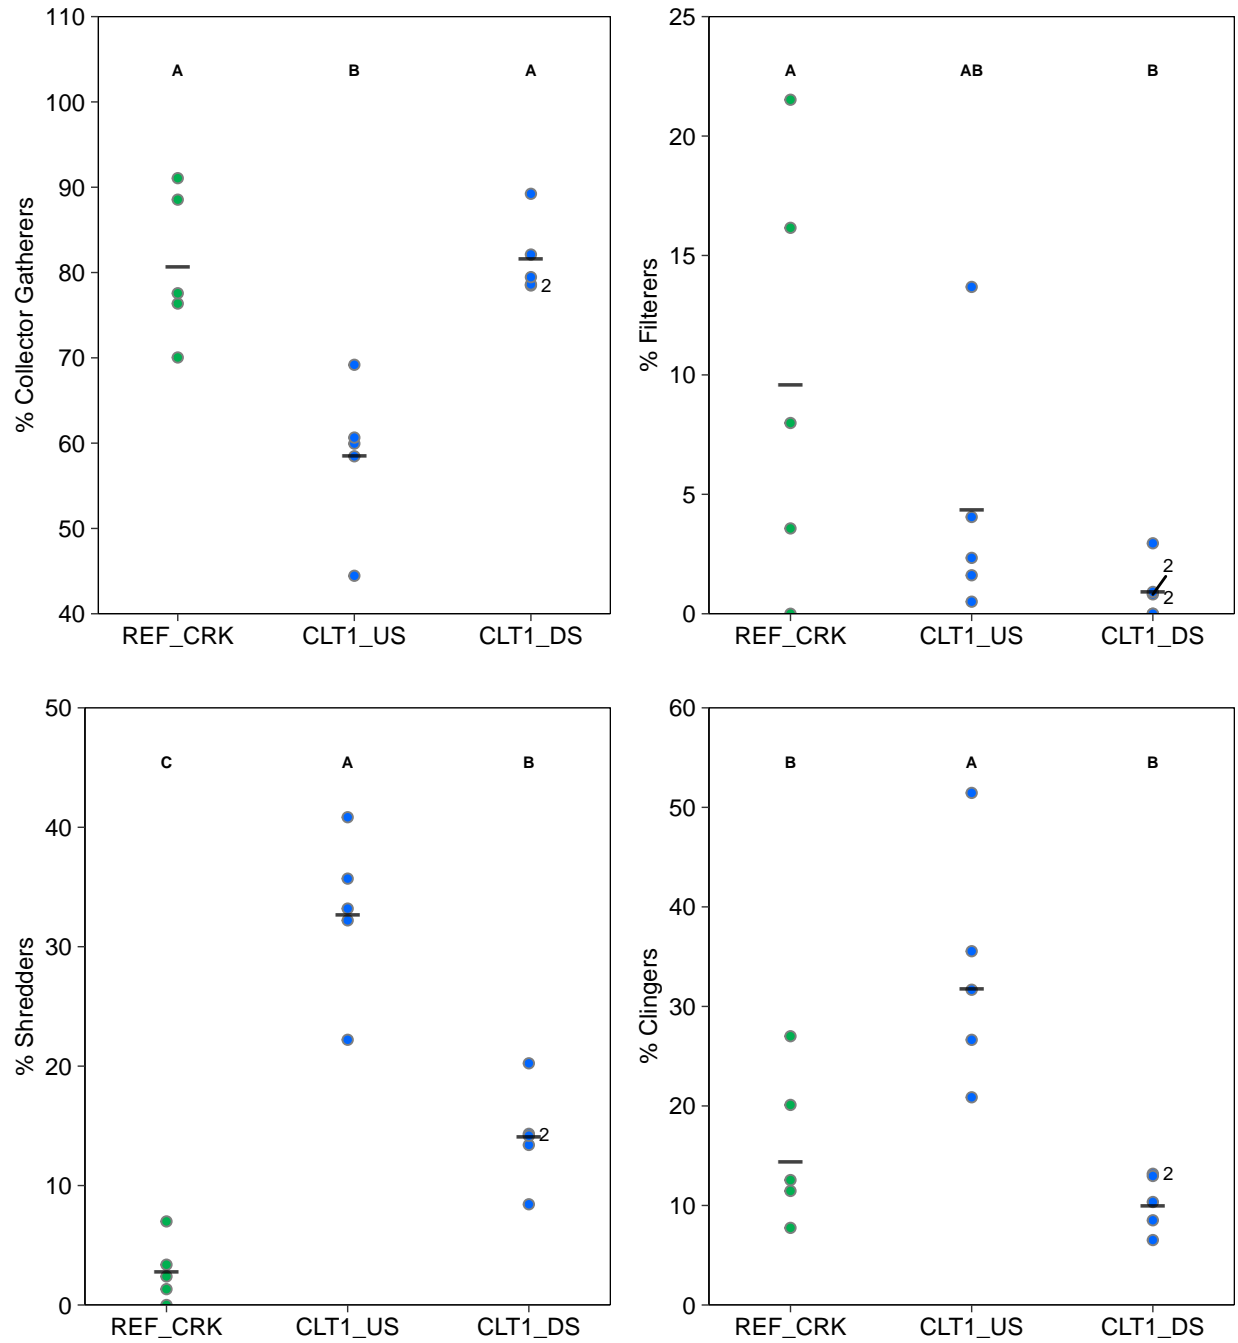 % Collector Gatherers
110
100
90
80
70
60
50
40
A B A
2
REF_CRK CLT1_US CLT1_DS
% Filterers
25
20
15
10
5
0
A AB B
2
2
REF_CRK CLT1_US CLT1_DS
% Shredders
50
40
30
20
10
0
C A B
2
REF_CRK CLT1_US CLT1_DS
% Clingers
60
50
40
30
20
10
0
B A B
2
REF_CRK CLT1_US CLT1_DS